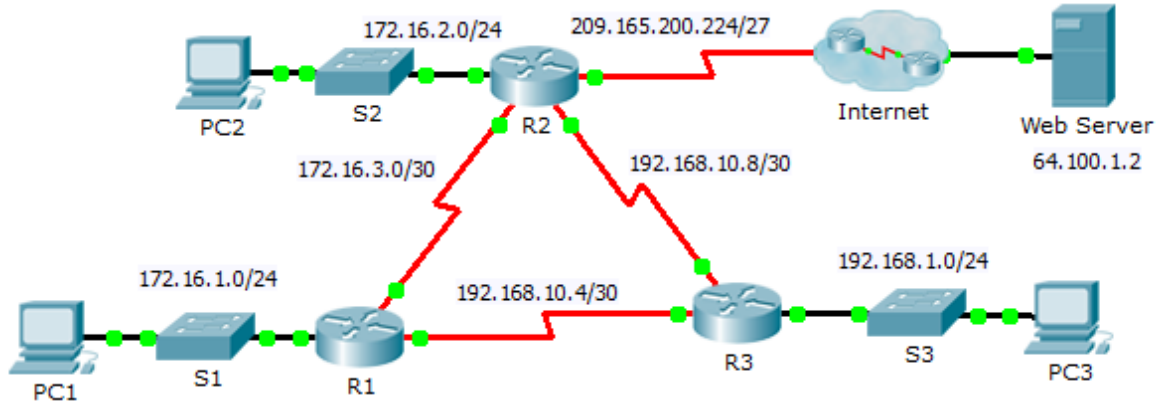 172.16.2.0/24
209.165.200.224/27
PC2
S2
R2
Internet
Web Server
64.100.1.2
172.16.3.0/30
192.168.10.8/30
172.16.1.0/24
192.168.10.4/30
192.168.1.0/24
PC1
S1
R1
R3
S3
PC3